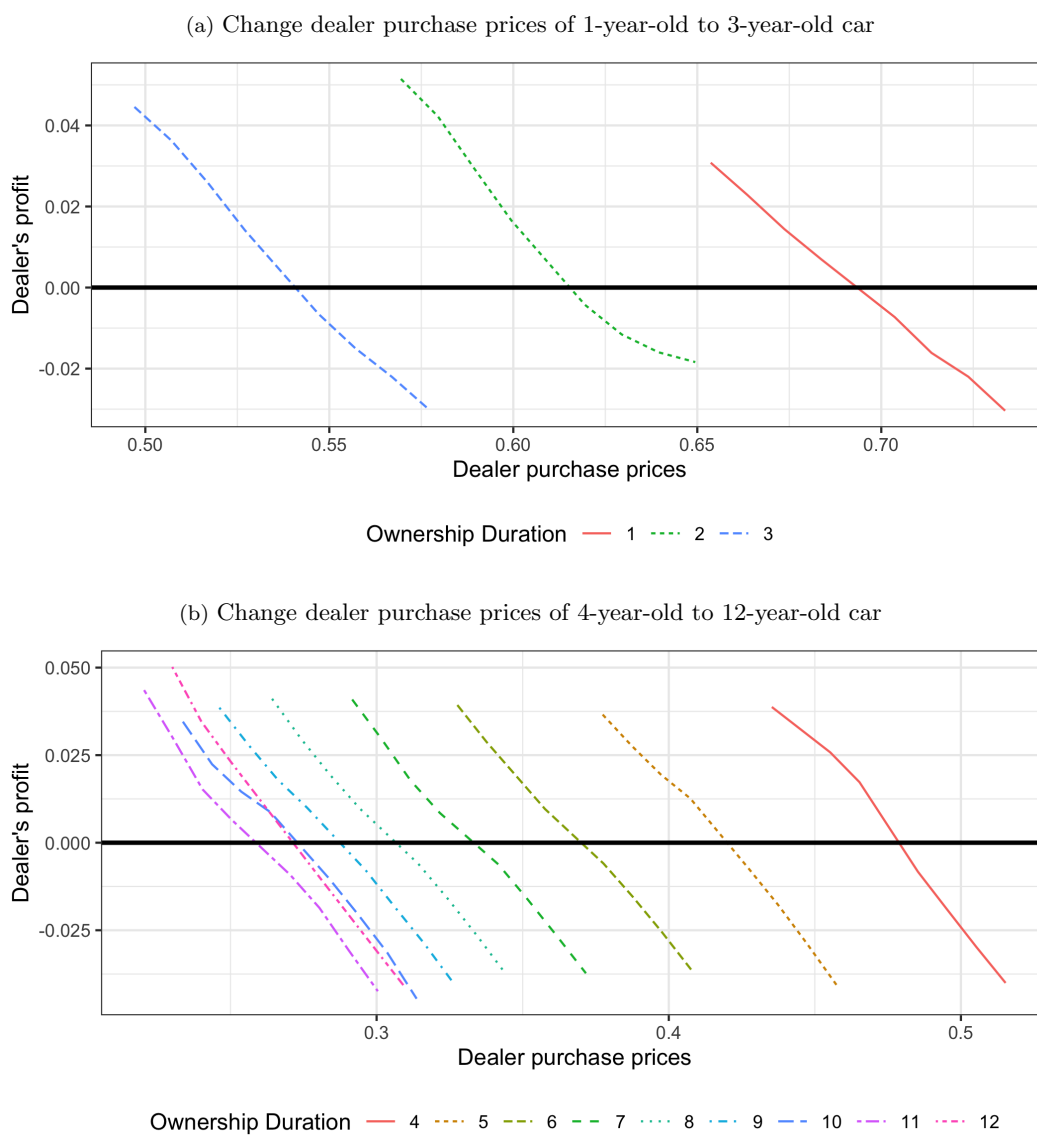 (a) Change dealer purchase prices of 1-year-old to 3-year-old car
0.04
0.02
0.00
-0.02
Dealer's profit
0.50 0.55 0.60 0.65 0.70
Dealer purchase prices
Ownership Duration 1 2 3
(b) Change dealer purchase prices of 4-year-old to 12-year-old car
0.050
0.025
0.000
-0.025
Dealer's profit
0.3 0.4 0.5
Dealer purchase prices
Ownership Duration 4 5 6 7 8 9 10 11 12